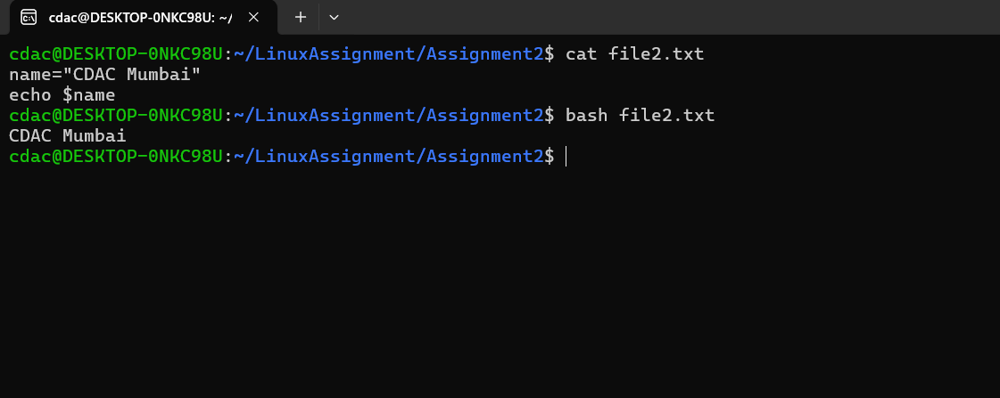 cdac@DESKTOP-0NKC98U: ~/
cdac@DESKTOP-0NKC98U:~/LinuxAssignment/Assignment2$ cat file2.txt
name="CDAC Mumbai"
echo $name
cdac@DESKTOP-0NKC98U:~/LinuxAssignment/Assignment2$ bash file2.txt
CDAC Mumbai
cdac@DESKTOP-0NKC98U:~/LinuxAssignment/Assignment2$